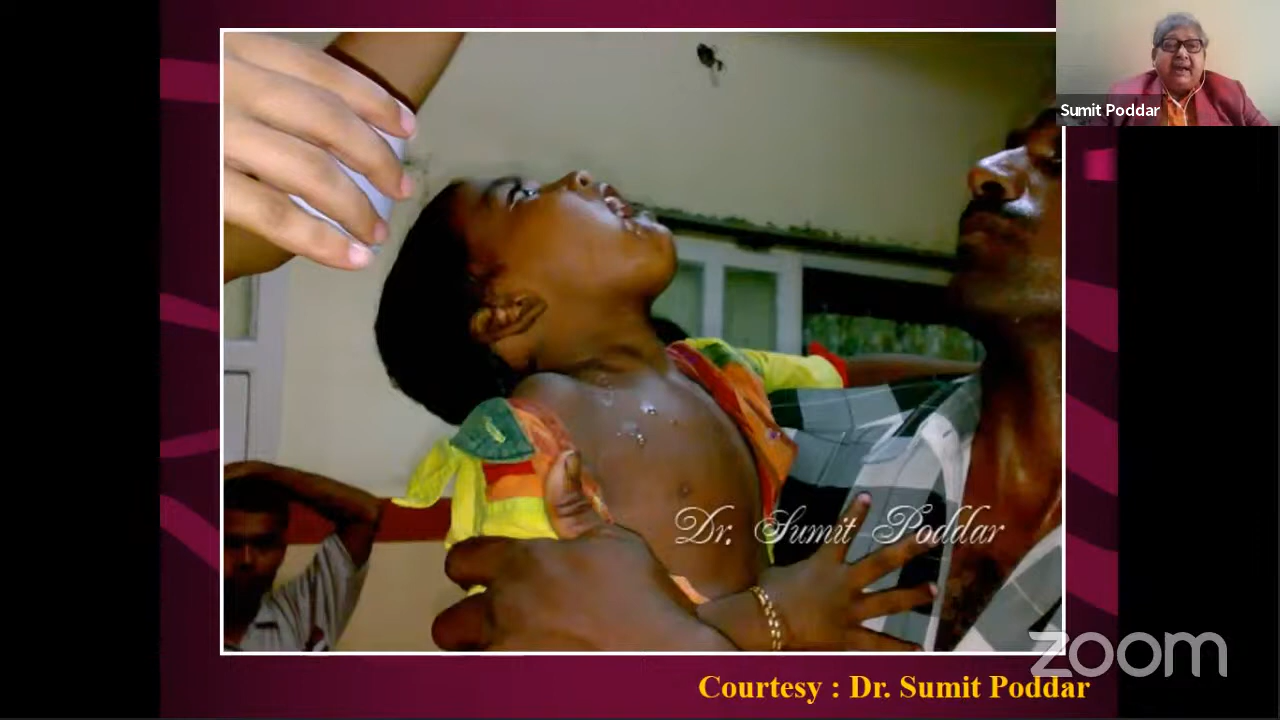 Sumit Poddar
Dr. Sumit Poddar
zoom
Courtesy : Dr. Sumit Poddar